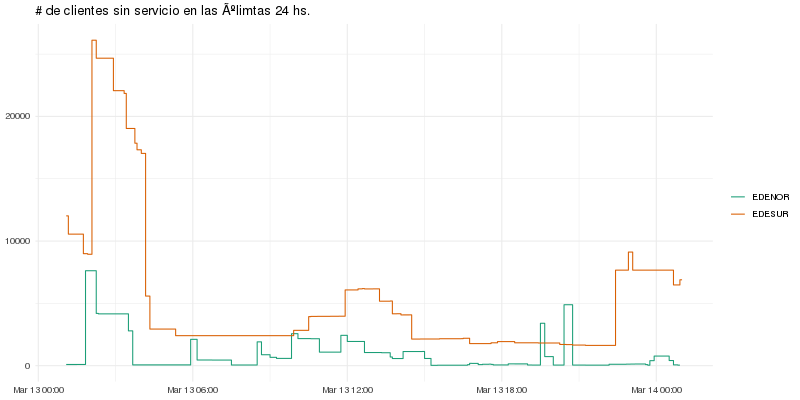 # de clientes sin servicio en las Ãºlimtas 24 hs.
20000
10000
0
Mar 13 00:00
Mar 13 06:00
Mar 13 12:00
Mar 13 18:00
Mar 14 00:00
EDENOR
EDESUR